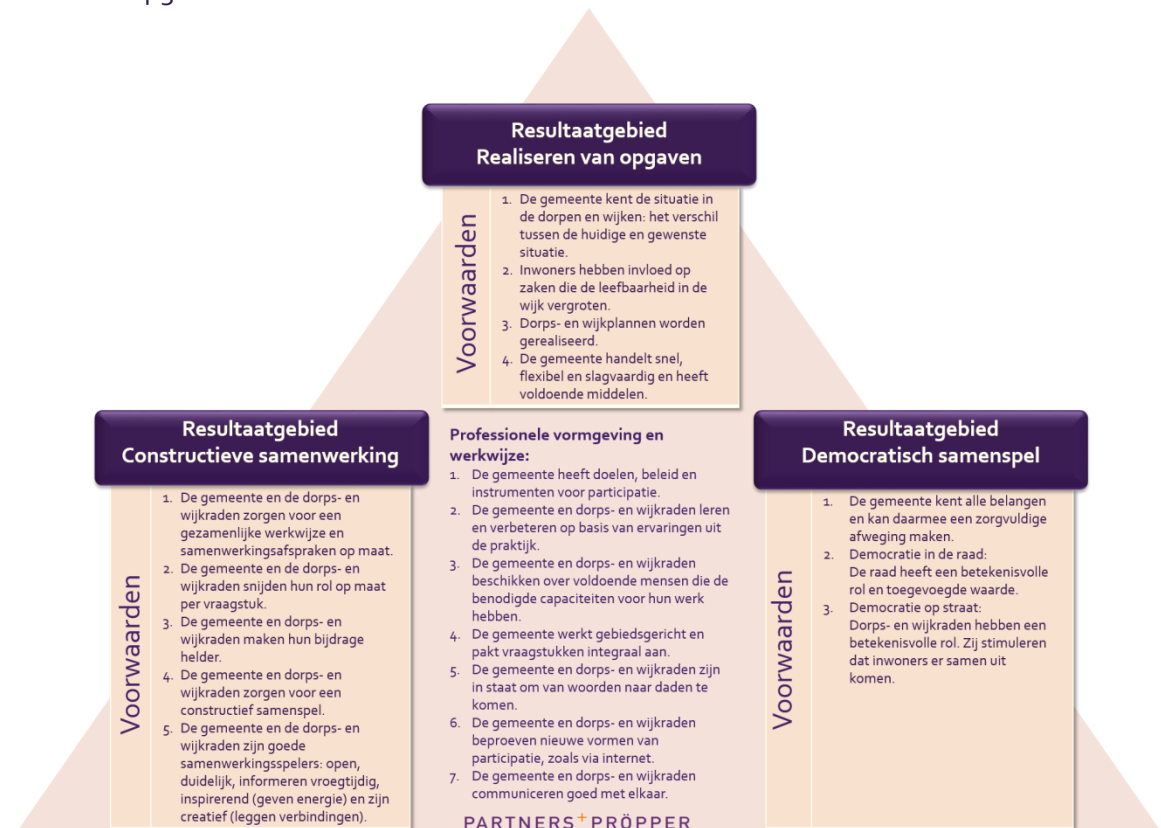 Resultaatgebied
Realiseren van opgaven
Voorwaarden
1. De gemeente kent de situatie in
de dorpen en wijken: het verschil
tussen de huidige en gewenste
situatie.
2. Inwoners hebben invloed op
zaken die de leefbaarheid in de
wijk vergroten.
3. Dorps- en wijkplannen worden
gerealiseerd.
4. De gemeente handelt snel,
flexibel en slagvaardig en heeft
voldoende middelen.
Resultaatgebied
Constructieve samenwerking
Voorwaarden
1. De gemeente en de dorps- en
wijkraden zorgen voor een
gezamenlijke werkwijze en
samenwerkingsafspraken op maat.
2. De gemeente en de dorps- en
wijkraden snijden hun rol op maat
per vraagstuk.
3. De gemeente en dorps- en
wijkraden maken hun bijdrage
helder.
4. De gemeente en dorps- en
wijkraden zorgen voor een
constructief samenspel.
5. De gemeente en de dorps- en
wijkraden zijn goede
samenwerkingsspelers: open,
duidelijk, informeren vroegtijdig,
inspirerend (geven energie) en zijn
creatief (leggen verbindingen).
Professionele vormgeving en
werkwijze:
1. De gemeente heeft doelen, beleid en
instrumenten voor participatie.
2. De gemeente en dorps- en wijkraden leren
en verbeteren op basis van ervaringen uit
de praktijk.
3. De gemeente en dorps- en wijkraden
beschikken over voldoende mensen die de
benodigde capaciteiten voor hun werk
hebben.
4. De gemeente werkt gebiedsgericht en
pakt vraagstukken integraal aan.
5. De gemeente en dorps- en wijkraden zijn
in staat om van woorden naar daden te
komen.
6. De gemeente en dorps- en wijkraden
beproeven nieuwe vormen van
participatie, zoals via internet.
7. De gemeente en dorps- en wijkraden
communiceren goed met elkaar.
PARTNERS+PRÖPPER
Resultaatgebied
Democratisch samenspel
Voorwaarden
1. De gemeente kent alle belangen
en kan daarmee een zorgvuldige
afweging maken.
2. Democratie in de raad:
De raad heeft een betekenisvolle
rol en toegevoegde waarde.
3. Democratie op straat:
Dorps- en wijkraden hebben een
betekenisvolle rol. Zij stimuleren
dat inwoners er samen uit
komen.